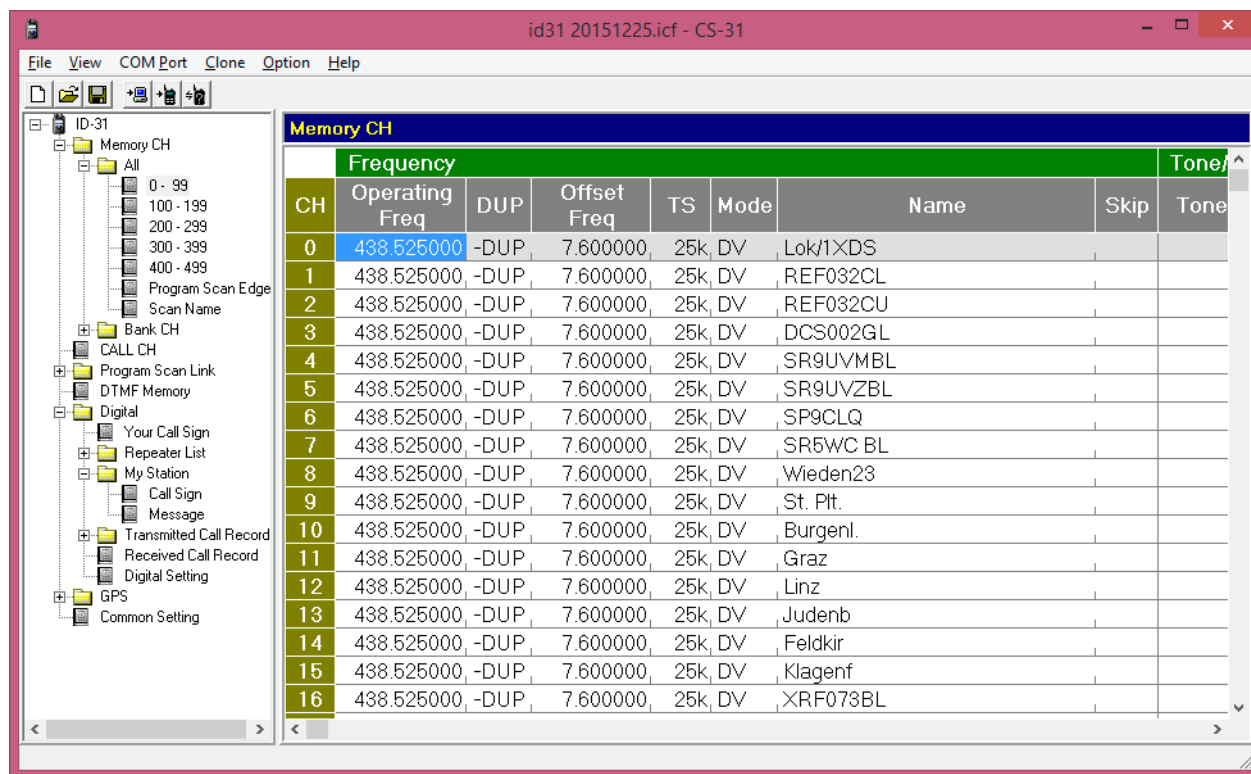 id31 20151225.icf - CS-31
File View COM Port Clone Option Help
ID-31
Memory CH
All
0 - 99
100 - 199
200 - 299
300 - 399
400 - 499
Program Scan Edge
Scan Name
Bank CH
CALL CH
Program Scan Link
DTMF Memory
Digital
Your Call Sign
Repeater List
My Station
Call Sign
Message
Transmitted Call Record
Received Call Record
Digital Setting
GPS
Common Setting
Memory CH
Frequency Tone/
CH Operating Freq DUP Offset Freq TS Mode Name Skip Tone
0 438.525000 -DUP 7.600000 25k DV Lok/1XDS
1 438.525000 -DUP 7.600000 25k DV REF032CL
2 438.525000 -DUP 7.600000 25k DV REF032CU
3 438.525000 -DUP 7.600000 25k DV DCS002GL
4 438.525000 -DUP 7.600000 25k DV SR9UVMBL
5 438.525000 -DUP 7.600000 25k DV SR9UVZBL
6 438.525000 -DUP 7.600000 25k DV SP9CLQ
7 438.525000 -DUP 7.600000 25k DV SR5WC BL
8 438.525000 -DUP 7.600000 25k DV Wieden23
9 438.525000 -DUP 7.600000 25k DV St. Plt.
10 438.525000 -DUP 7.600000 25k DV Burgenl.
11 438.525000 -DUP 7.600000 25k DV Graz
12 438.525000 -DUP 7.600000 25k DV Linz
13 438.525000 -DUP 7.600000 25k DV Judenb
14 438.525000 -DUP 7.600000 25k DV Feldkir
15 438.525000 -DUP 7.600000 25k DV Klagenf
16 438.525000 -DUP 7.600000 25k DV XRF073BL